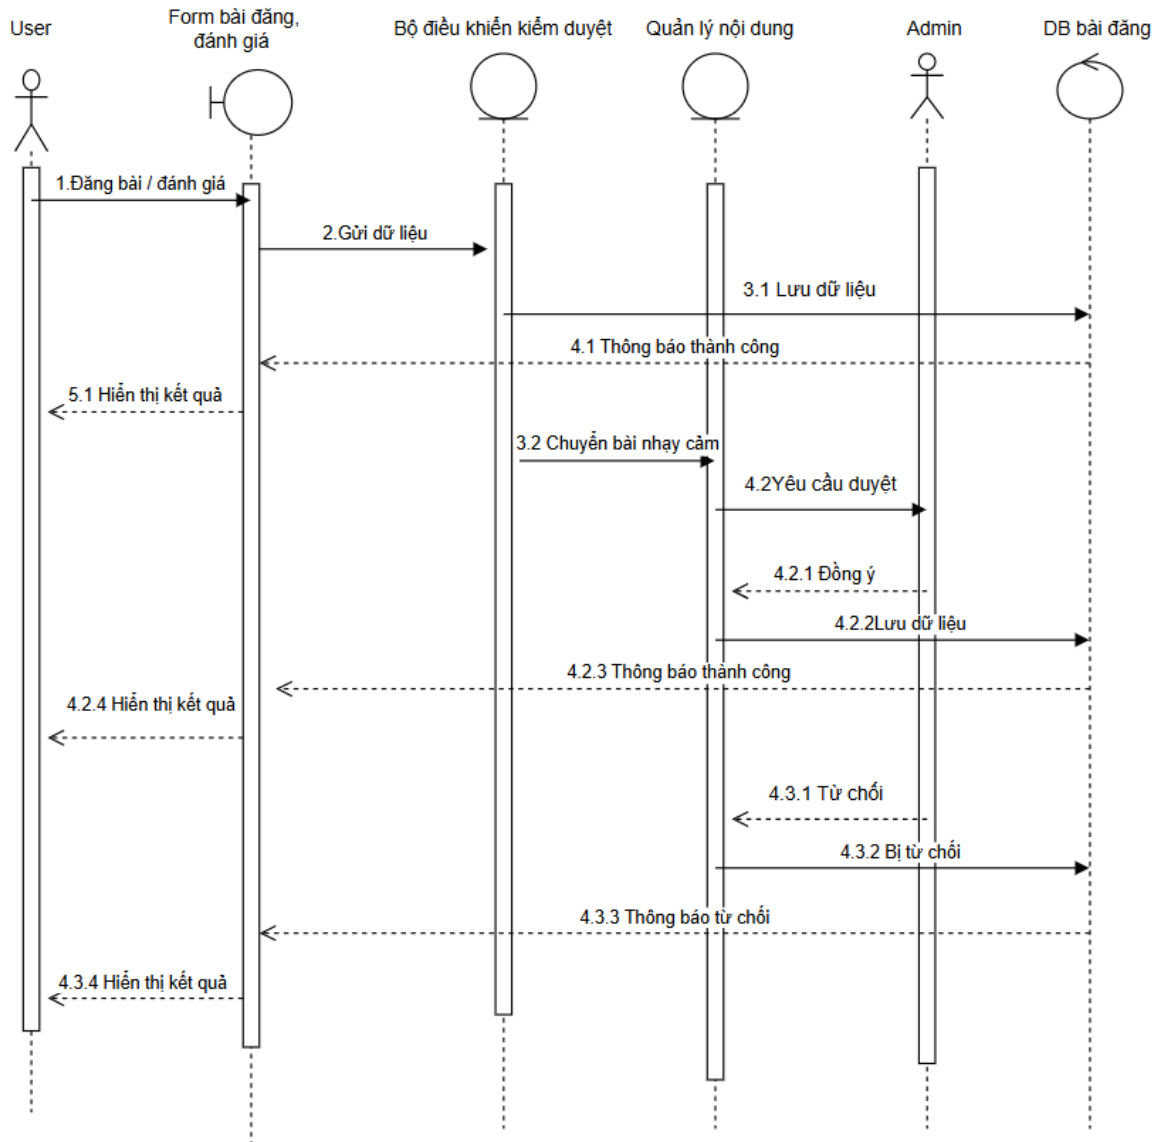 User
Form bài đăng,
đánh giá
Bộ điều khiển kiểm duyệt
Quản lý nội dung
Admin
DB bài đăng
1.Đăng bài / đánh giá
2.Gửi dữ liệu
3.1 Lưu dữ liệu
4.1 Thông báo thành công
5.1 Hiển thị kết quả
3.2 Chuyển bài nhạy cảm
4.2Yêu cầu duyệt
4.2.1 Đồng ý
4.2.2Lưu dữ liệu
4.2.3 Thông báo thành công
4.2.4 Hiển thị kết quả
4.3.1 Từ chối
4.3.2 Bị từ chối
4.3.3 Thông báo từ chối
4.3.4 Hiển thị kết quả